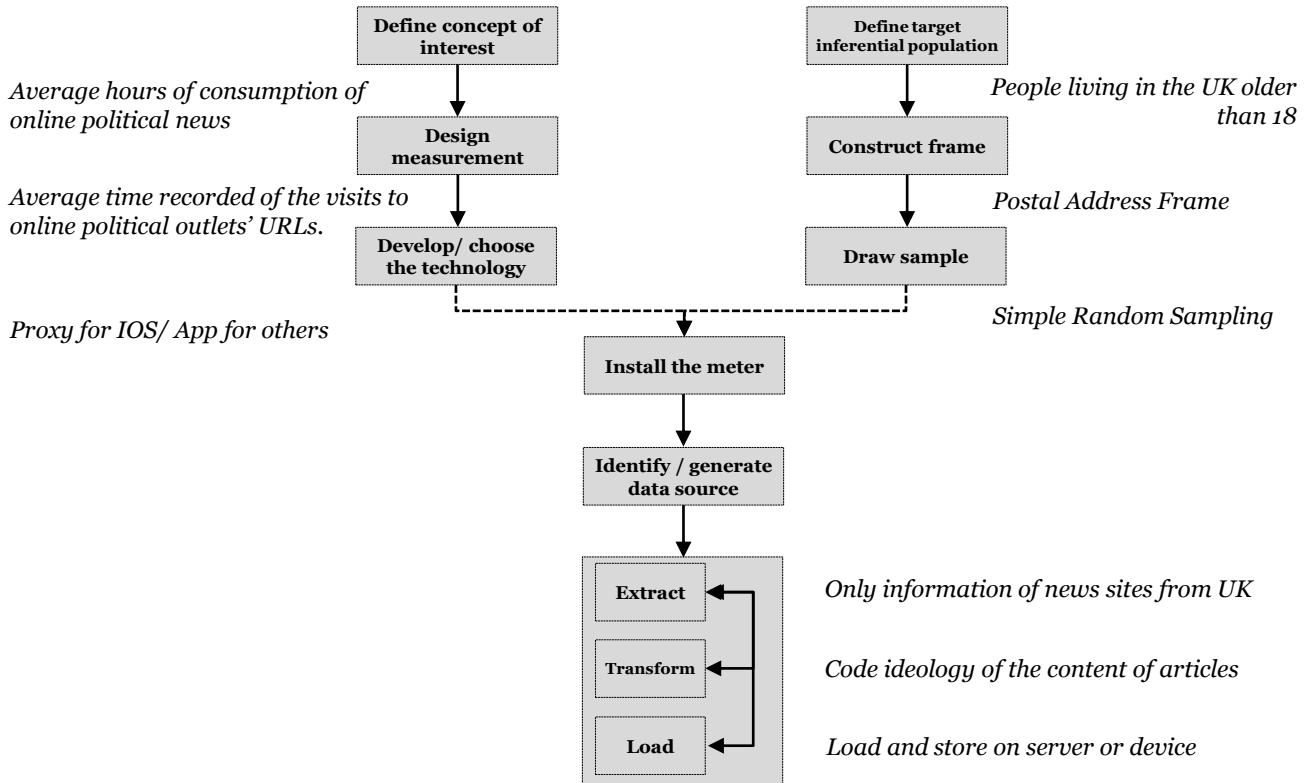 Define concept of
interest
Define target
inferential population
Average hours of consumption of
online political news
People living in the UK older
than 18
Design
measurement
Construct frame
Average time recorded of the visits to
online political outlets’ URLs.
Postal Address Frame
Develop/ choose
the technology
Draw sample
Proxy for IOS/ App for others
Simple Random Sampling
Install the meter
Identify / generate
data source
Extract
Only information of news sites from UK
Transform
Code ideology of the content of articles
Load
Load and store on server or device